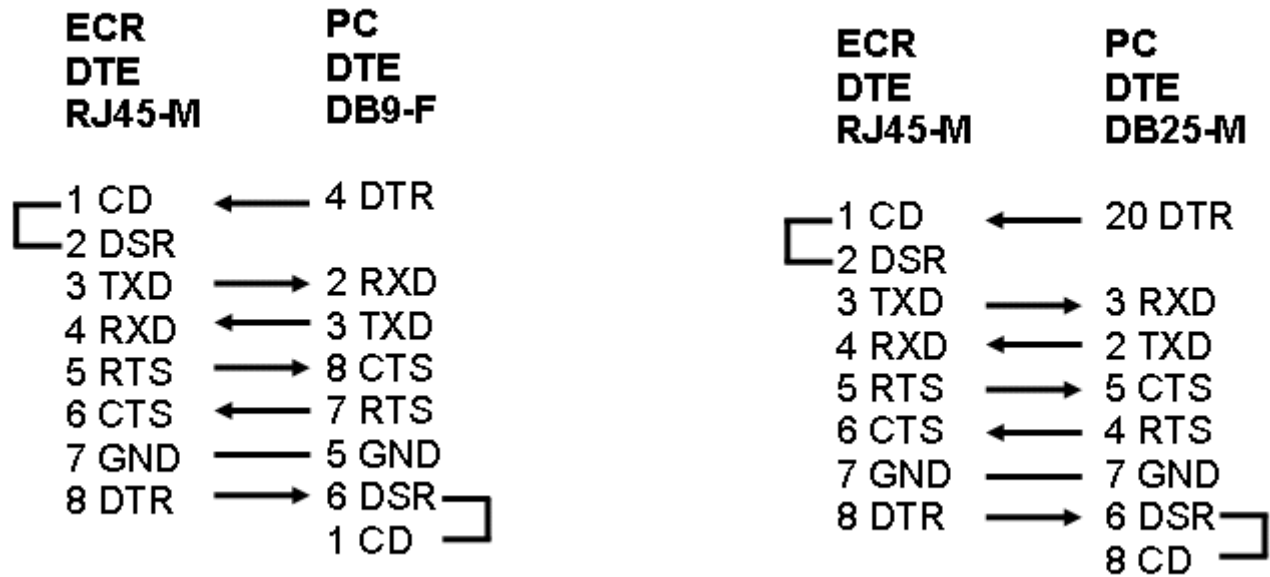 ECR PC
DTE DTE
RJ45-M DB9-F
1 CD 4 DTR
2 DSR
3 TXD 2 RXD
4 RXD 3 TXD
5 RTS 8 CTS
6 CTS 7 RTS
7 GND 5 GND
8 DTR 6 DSR
1 CD
ECR PC
DTE DTE
RJ45-M DB25-M
1 CD 20 DTR
2 DSR
3 TXD 3 RXD
4 RXD 2 TXD
5 RTS 5 CTS
6 CTS 4 RTS
7 GND 7 GND
8 DTR 6 DSR
8 CD